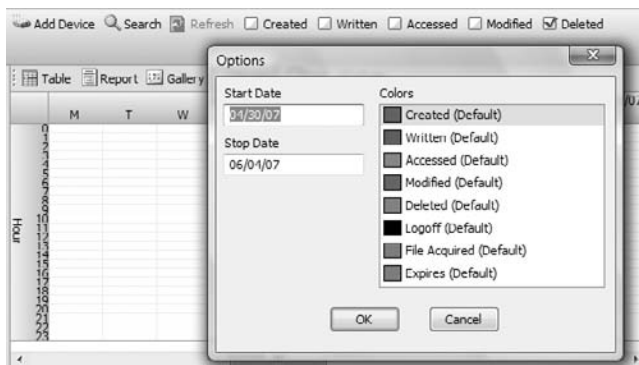 Add Device Search Refresh Created Written Accessed Modified Deleted
Table Report Gallery
Options
Start Date
04/30/07
Stop Date
06/04/07
Colors
Created (Default)
Written (Default)
Accessed (Default)
Modified (Default)
Deleted (Default)
Logoff (Default)
File Acquired (Default)
Expires (Default)
OK Cancel
M T W
Hour
0
1
2
3
4
5
6
7
8
9
10
11
12
13
14
15
16
17
18
19
20
21
22
23